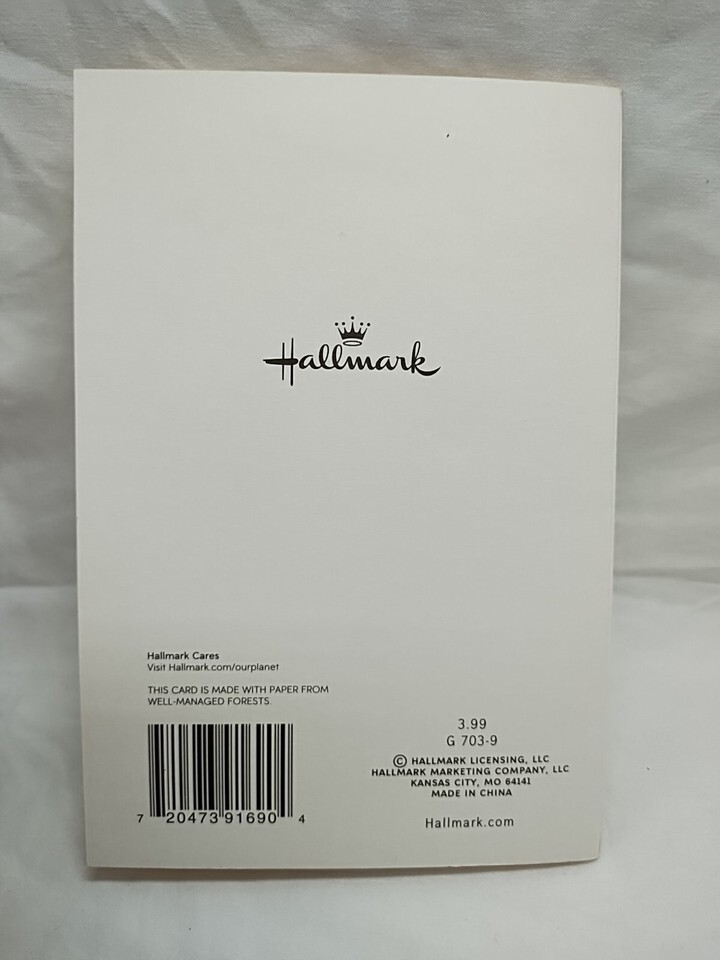 Hallmark
Hallmark Cares
Visit Hallmark.com/ourplanet
THIS CARD IS MADE WITH PAPER FROM
WELL-MANAGED FORESTS.
7 20473 91690 4
3.99
G 703-9
© HALLMARK LICENSING, LLC
HALLMARK MARKETING COMPANY, LLC
KANSAS CITY, MO 64141
MADE IN CHINA
Hallmark.com